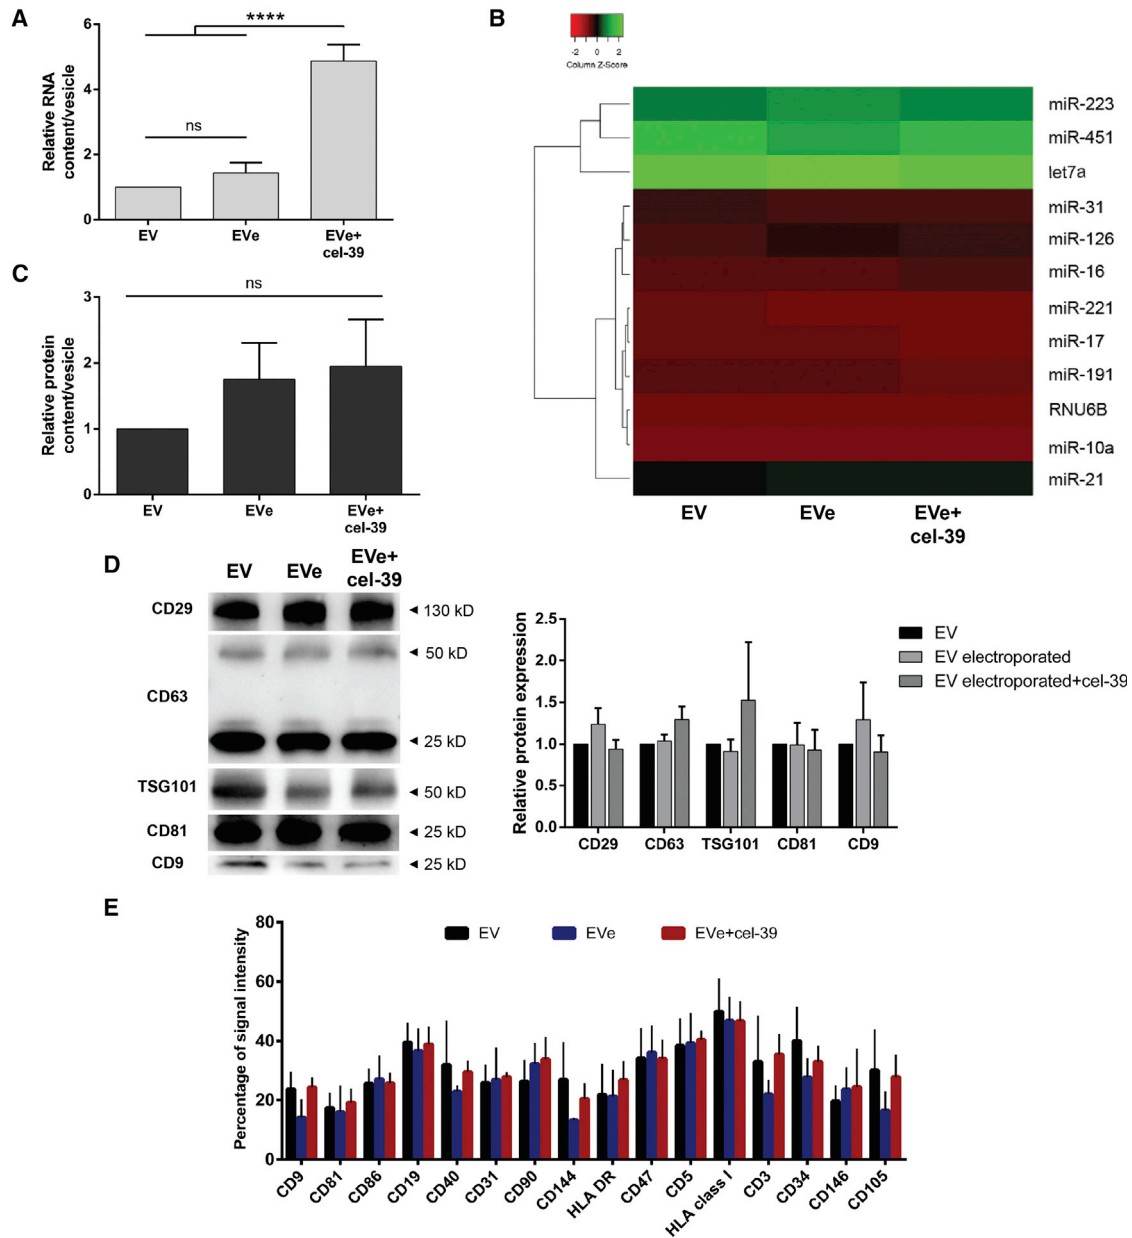 A
Relative RNA
content/vesicle
6
4
2
0
****
ns
EV
EVe
EVe+
cel-39
B
-2 0 2
Column Z-Score
miR-223
miR-451
let7a
miR-31
miR-126
miR-16
miR-221
miR-17
miR-191
RNU6B
miR-10a
miR-21
EV
EVe
EVe+
cel-39
C
Relative protein
content/vesicle
3
2
1
0
ns
EV
EVe
EVe+
cel-39
D
EV
EVe
EVe+
cel-39
CD29
130 kD
50 kD
CD63
25 kD
TSG101
50 kD
CD81
25 kD
CD9
25 kD
Relative protein expression
2.5
2.0
1.5
1.0
0.5
0.0
CD29
CD63
TSG101
CD81
CD9
EV
EV electroporated
EV electroporated+cel-39
E
Percentage of signal intensity
80
60
40
20
0
EV
EVe
EVe+cel-39
CD9
CD81
CD86
CD19
CD40
CD31
CD90
CD144
HLA DR
CD47
CD5
HLA class I
CD3
CD34
CD146
CD105